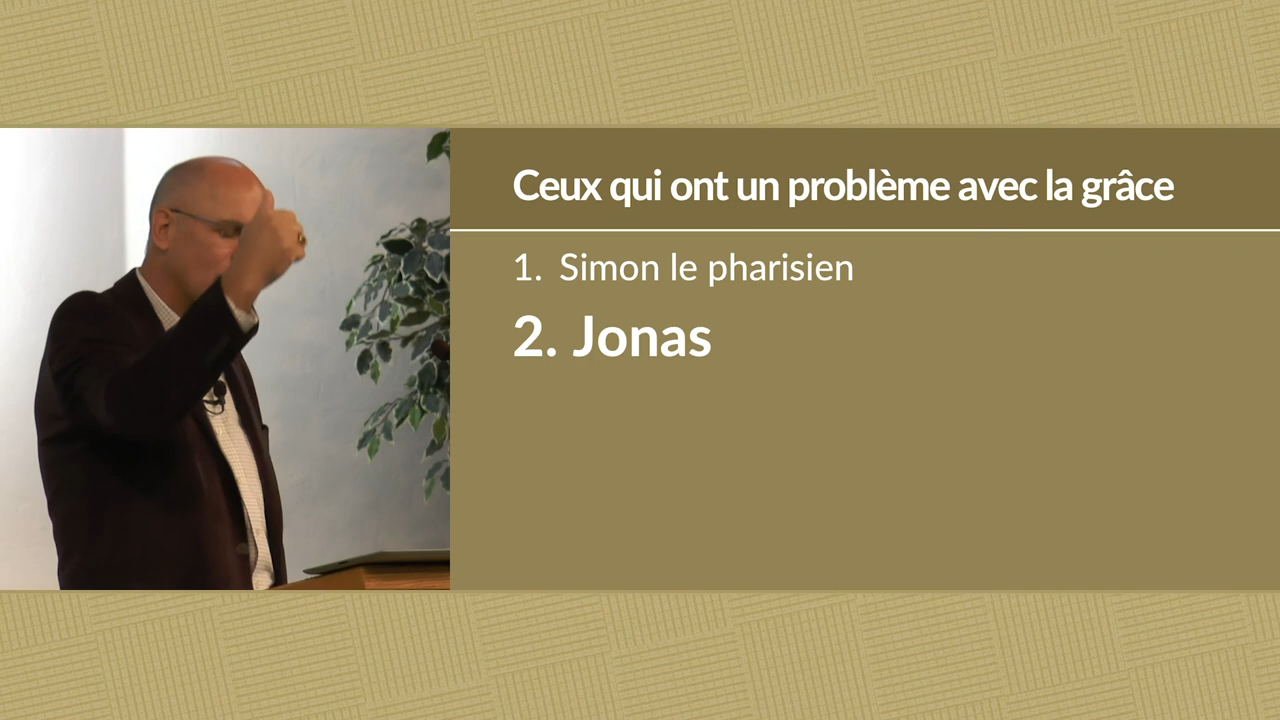 Ceux qui ont un problème avec la grâce
1. Simon le pharisien
2. Jonas